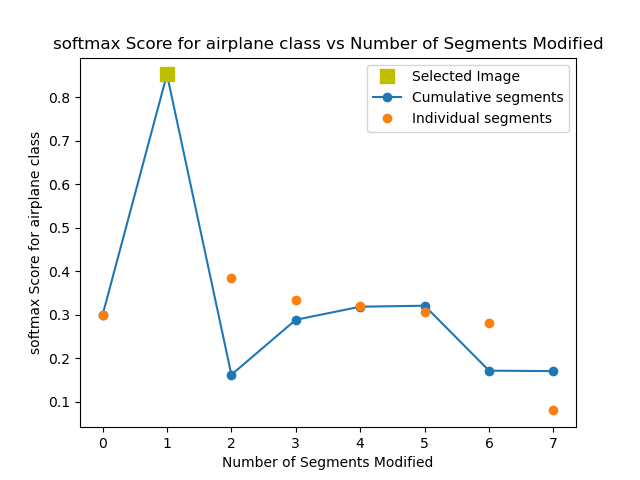 softmax Score for airplane class vs Number of Segments Modified
Selected Image
Cumulative segments
Individual segments
softmax Score for airplane class
0.8
0.7
0.6
0.5
0.4
0.3
0.2
0.1
0 1 2 3 4 5 6 7
Number of Segments Modified